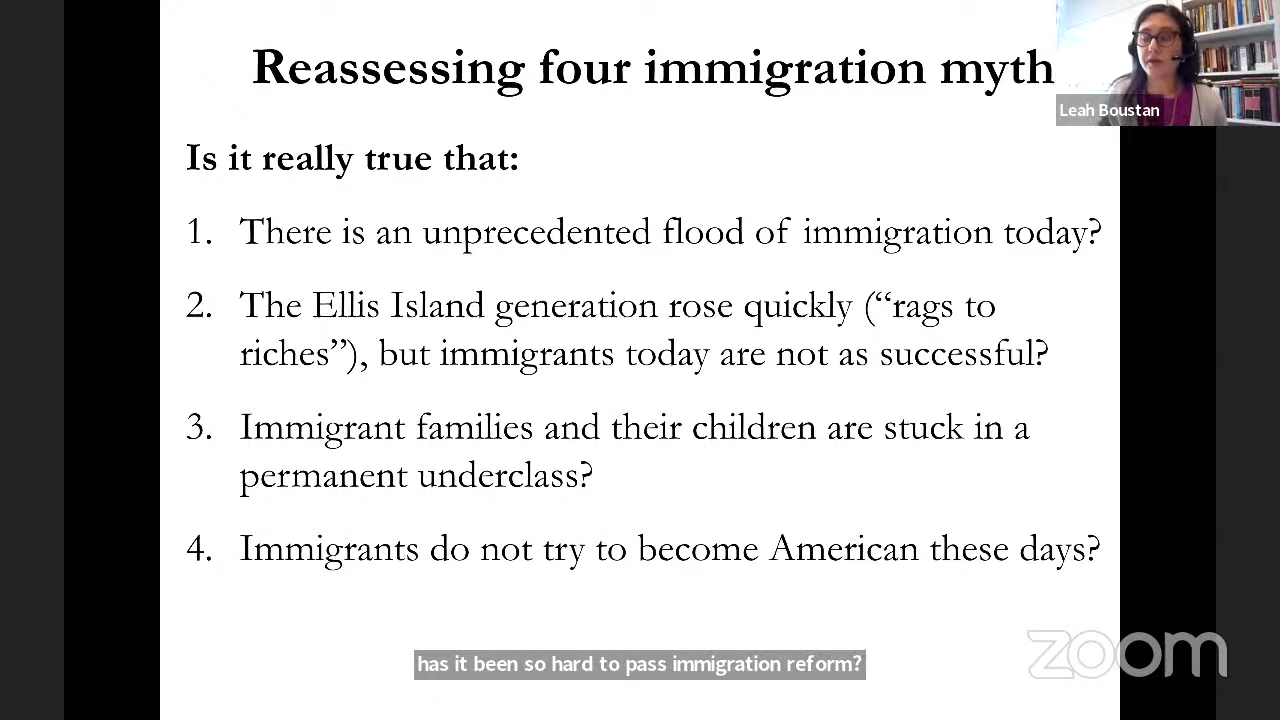 Reassessing four immigration myth
Leah Boustan
Is it really true that:
1. There is an unprecedented flood of immigration today?
2. The Ellis Island generation rose quickly (“rags to
riches”), but immigrants today are not as successful?
3. Immigrant families and their children are stuck in a
permanent underclass?
4. Immigrants do not try to become American these days?
zoom
has it been so hard to pass immigration reform?